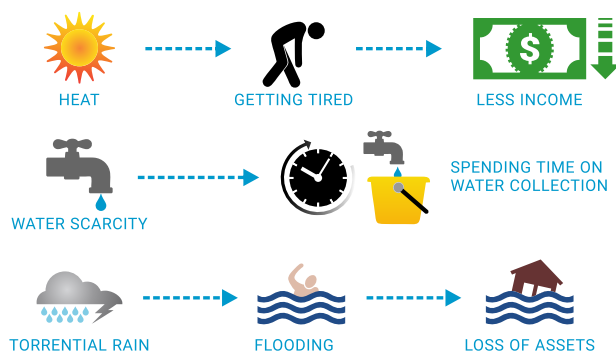 $
HEAT
GETTING TIRED
LESS INCOME
SPENDING TIME ON
WATER COLLECTION
WATER SCARCITY
TORRENTIAL RAIN
FLOODING
LOSS OF ASSETS